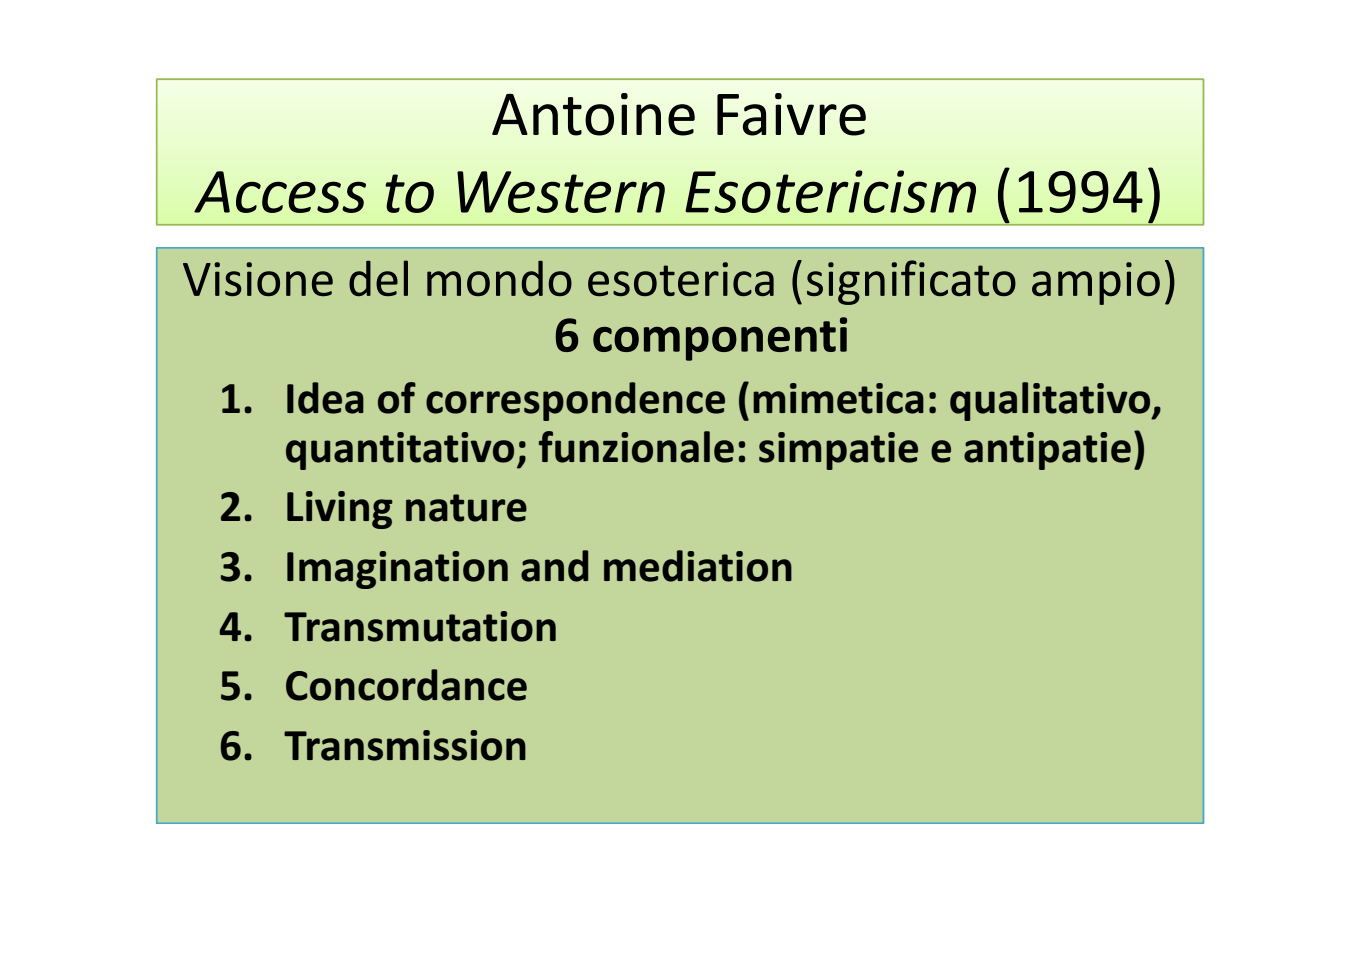 Antoine Faivre
Access to Western Esotericism (1994)
Visione del mondo esoterica (significato ampio)
6 componenti
1. Idea of correspondence (mimetica: qualitativo,
quantitativo; funzionale: simpatie e antipatie)
2. Living nature
3. Imagination and mediation
4. Transmutation
5. Concordance
6. Transmission